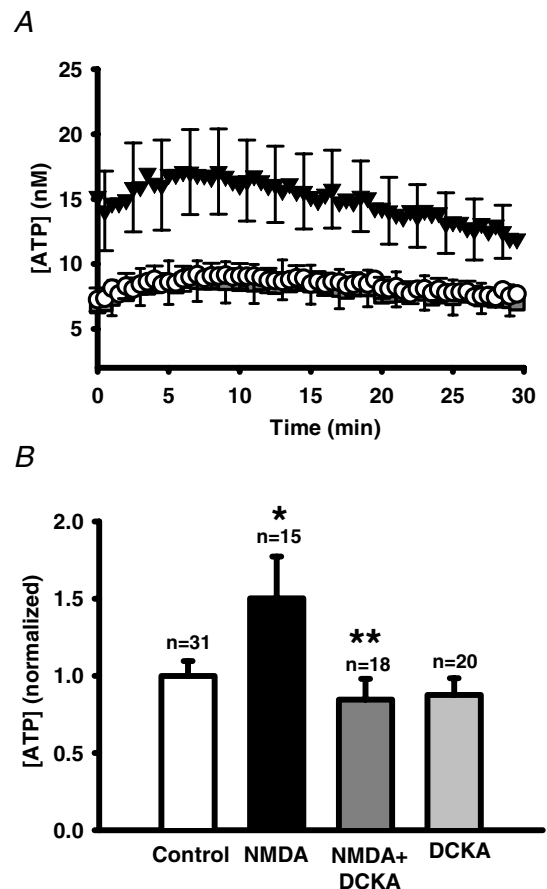 A
[ATP] (nM)
25
20
15
10
5
0 5 10 15 20 25 30
Time (min)
B
[ATP] (normalized)
2.0
1.5
1.0
0.5
0.0
*
n=15
n=31
**
n=18
n=20
Control NMDA NMDA+ DCKA
DCKA